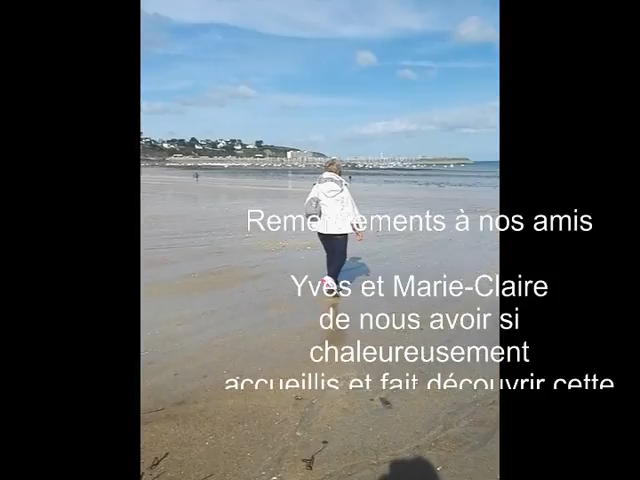 Remerciements à nos amis
Yves et Marie-Claire
de nous avoir si
chaleureusement
accueillis et fait découvrir cette